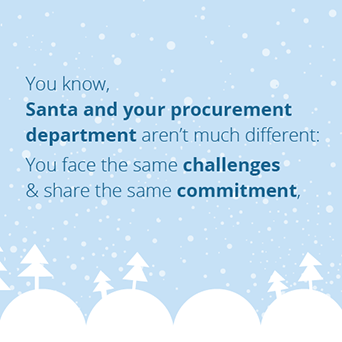 You know,
Santa and your procurement
department aren't much different:
You face the same challenges
& share the same commitment,